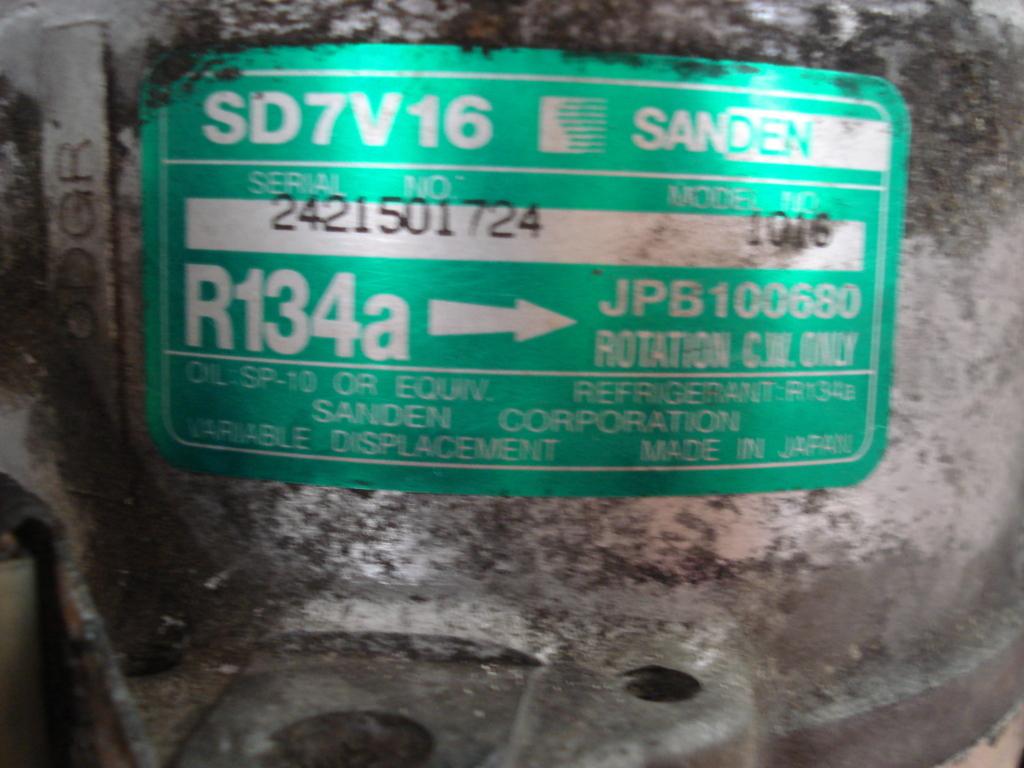 SD7V16 SANDEN
SERIAL NO. MODEL NO
2421501724 1016
R134a JPB100680
ROTATION C.W. ONLY
OIL:SP-10 OR EQUIV. REFRIGERANT:R134a
SANDEN CORPORATION
VARIABLE DISPLACEMENT MADE IN JAPAN